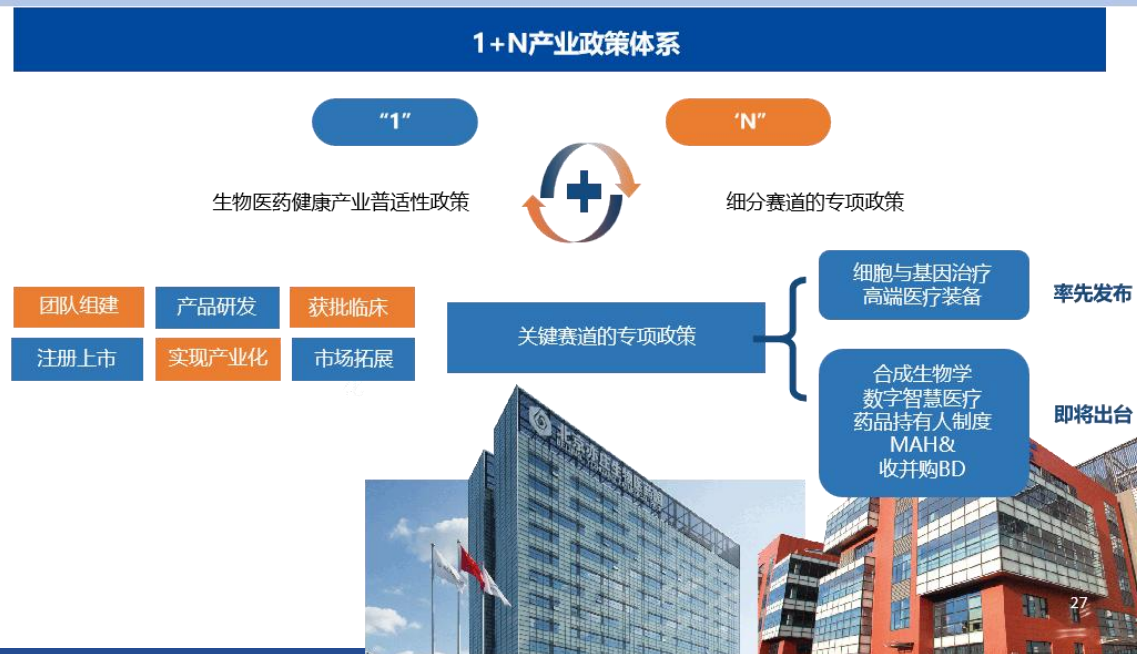 1+N产业政策体系
“1”
‘N”
生物医药健康产业普适性政策
细分赛道的专项政策
团队组建
产品研发
获批临床
注册上市
实现产业化
市场拓展
关键赛道的专项政策
细胞与基因治疗
高端医疗装备
率先发布
合成生物学
数字智慧医疗
药品持有人制度
MAH&
收并购BD
即将出台
27